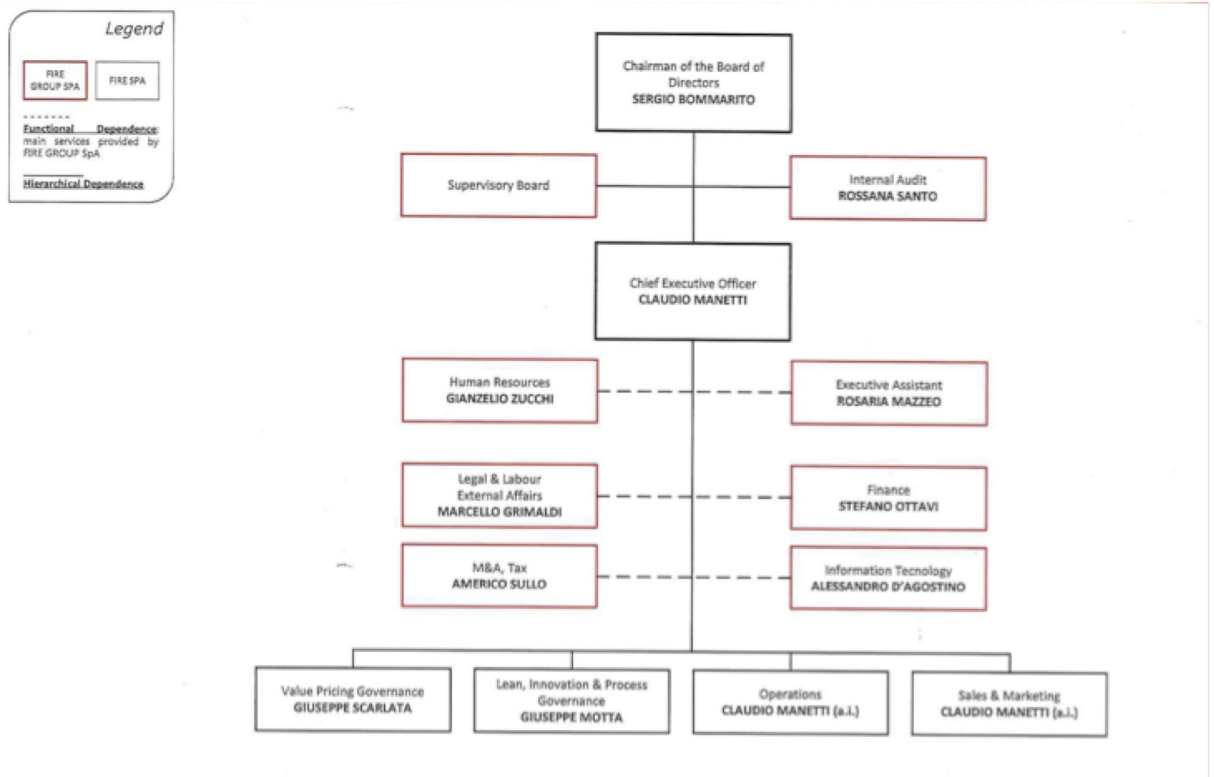 Legend
FIRE
GROUP SPA
FIRE SPA
Functional Dependence:
main services provided by
FIRE GROUP SpA
Hierarchical Dependence
Chairman of the Board of
Directors
SERGIO BOMMARITO
Supervisory Board
Internal Audit
ROSSANA SANTO
Chief Executive Officer
CLAUDIO MANETTI
Human Resources
GIANZELIO ZUCCHI
Executive Assistant
ROSARIA MAZZEO
Legal & Labour
External Affairs
MARCELLO GRIMALDI
Finance
STEFANO OTTAVI
M&A, Tax
AMERICO SULLO
Information Tecnology
ALESSANDRO D'AGOSTINO
Value Pricing Governance
GIUSEPPE SCARLATA
Lean, Innovation & Process
Governance
GIUSEPPE MOTTA
Operations
CLAUDIO MANETTI (a.i.)
Sales & Marketing
CLAUDIO MANETTI (a.i.)